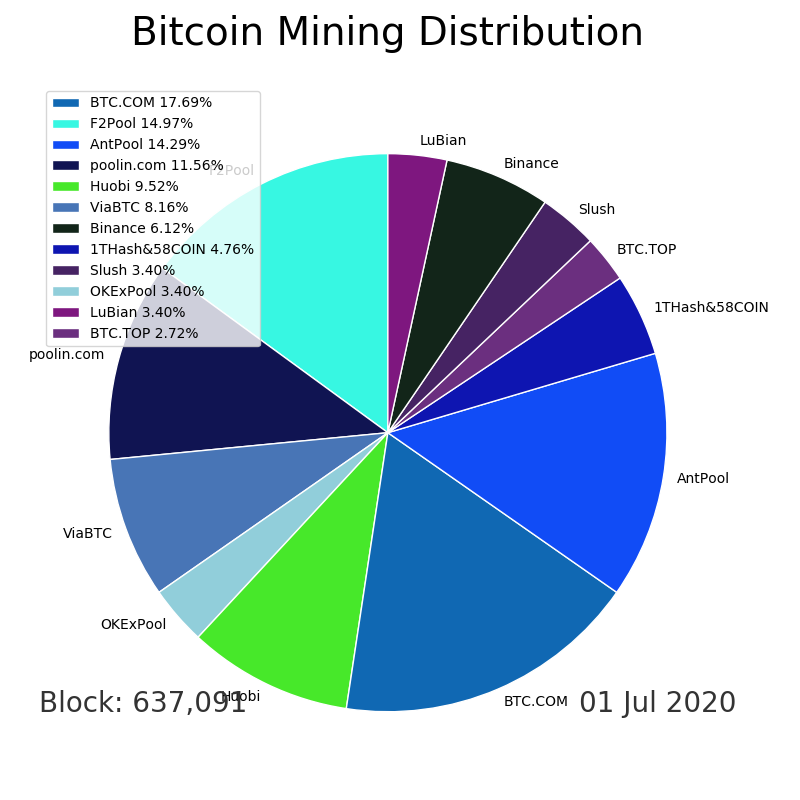 Bitcoin Mining Distribution
BTC.COM 17.69%
F2Pool 14.97%
AntPool 14.29%
poolin.com 11.56%
Huobi 9.52%
ViaBTC 8.16%
Binance 6.12%
1THash&58COIN 4.76%
Slush 3.40%
OKExPool 3.40%
LuBian 3.40%
BTC.TOP 2.72%
F2Pool
LuBian
Binance
Slush
BTC.TOP
1THash&58COIN
poolin.com
AntPool
ViaBTC
OKExPool
Huobi
BTC.COM
Block: 637,091
01 Jul 2020